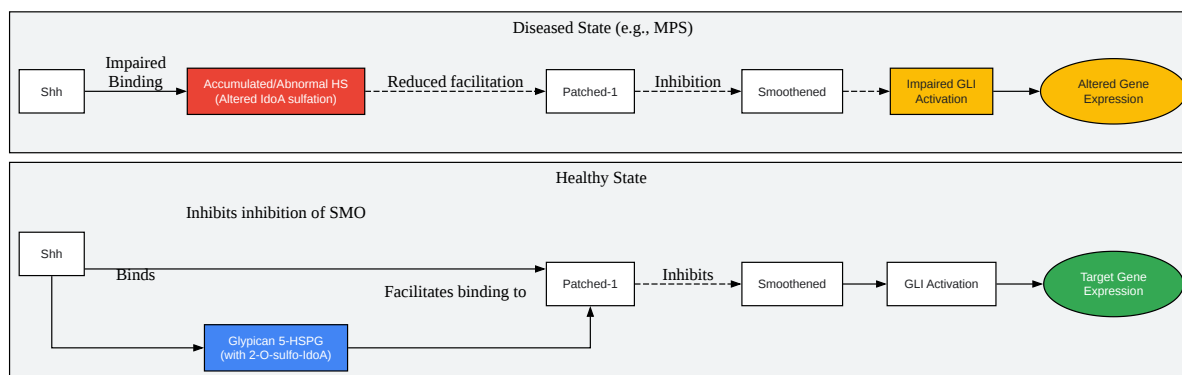 Diseased State (e.g., MPS)
Shh
Impaired
Binding
Accumulated/Abnormal HS
(Altered IdoA sulfation)
Reduced facilitation
Patched-1
Inhibition
Smoothened
Impaired GLI
Activation
Altered Gene
Expression
Healthy State
Inhibits inhibition of SMO
Shh
Binds
Facilitates binding to
Patched-1
Inhibits
Smoothened
GLI Activation
Target Gene
Expression
Glypican 5-HSPG
(with 2-O-sulfo-IdoA)